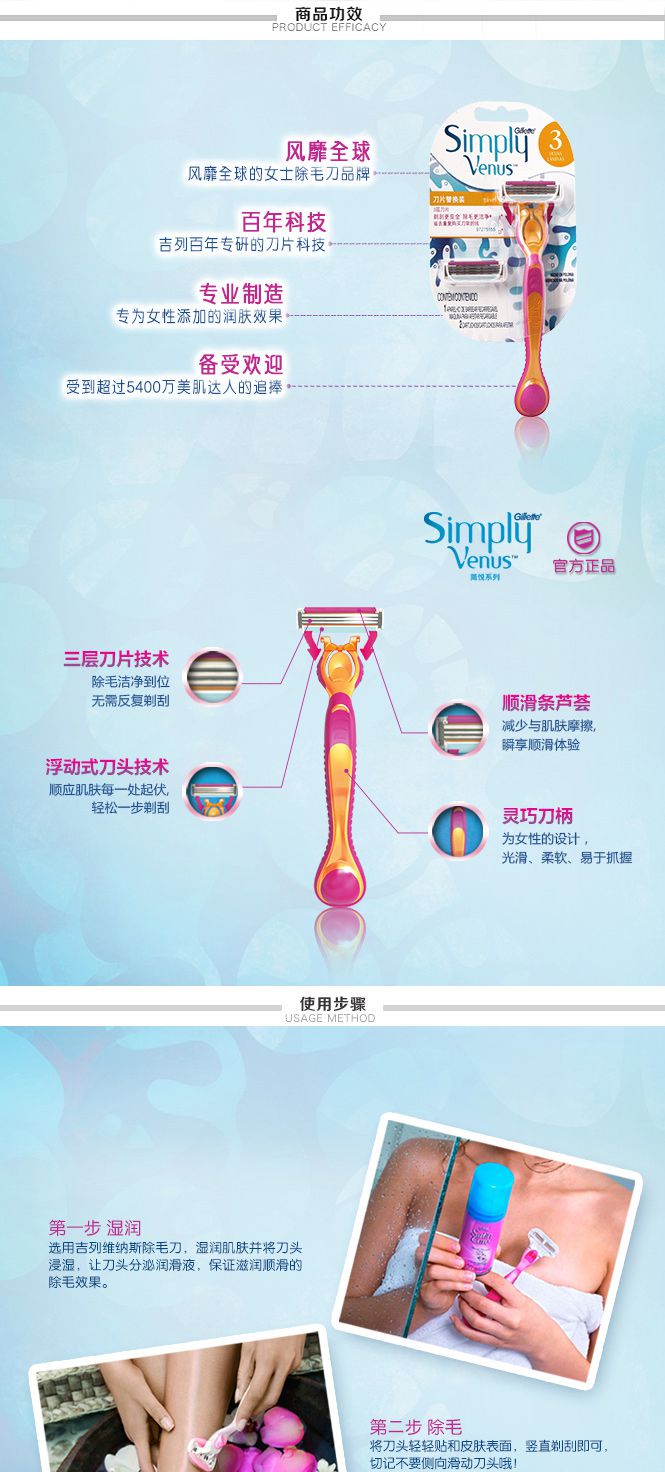 商品功效
PRODUCT EFFICACY
风靡全球
风靡全球的女士除毛刀品牌
百年科技
吉列百年专研的刀片科技
专业制造
专为女性添加的润肤效果
备受欢迎
受到超过5400万美肌达人的追捧
Gillette
Simply
Venus™
3
刀片替换装
CONTÉM/CONTENIDO
Gillette
Simply
Venus™
简悦系列
官方正品
三层刀片技术
除毛洁净到位
无需反复剃刮
浮动式刀头技术
顺应肌肤每一处起伏,
轻松一步剃刮
顺滑条芦荟
减少与肌肤摩擦,
瞬享顺滑体验
灵巧刀柄
为女性的设计，
光滑、柔软、易于抓握
使用步骤
USAGE METHOD
第一步 湿润
选用吉列维纳斯除毛刀，湿润肌肤并将刀头
浸湿，让刀头分泌润滑液，保证滋润顺滑的
除毛效果。
Satin
Care
第二步 除毛
将刀头轻轻贴和皮肤表面，竖直剃刮即可，
切记不要侧向滑动刀头哦!